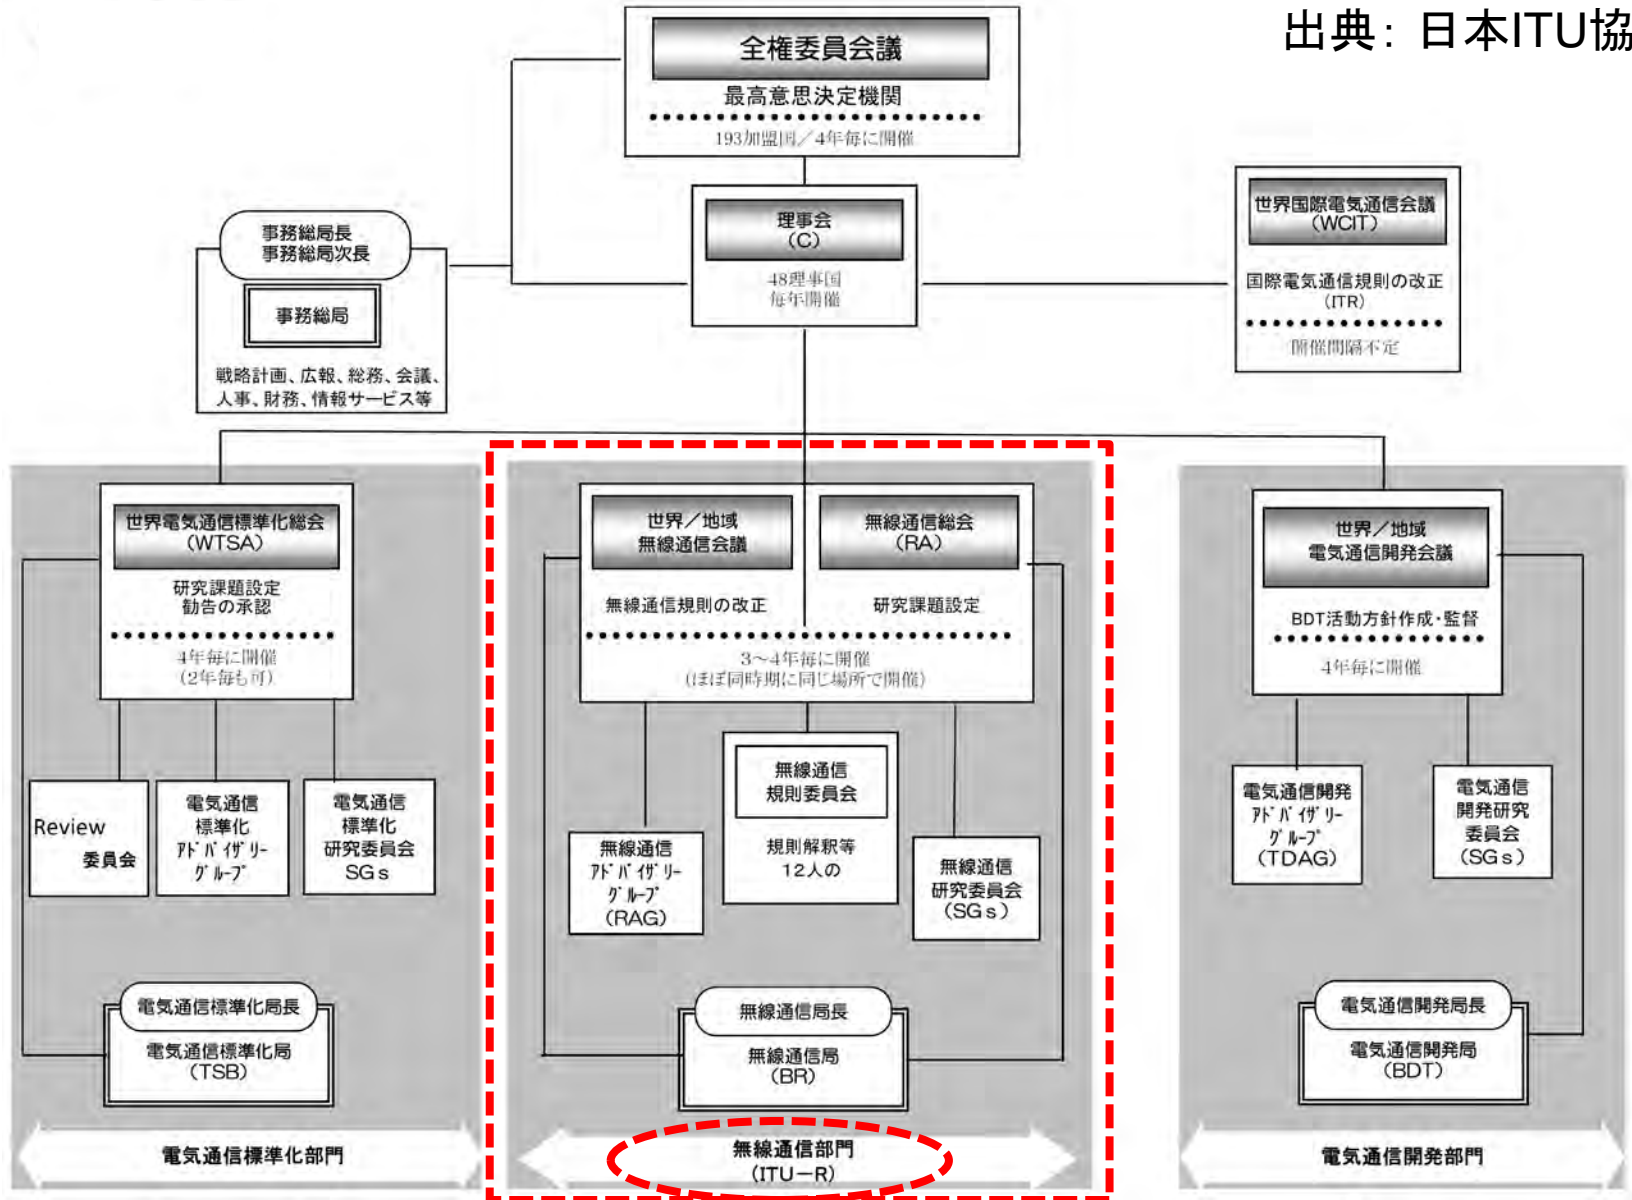 出典： 日本ITU協
全権委員会議
最高意思決定機関
193加盟国／4年毎に開催
理事会
(C)
48理事国
毎年開催
世界国際電気通信会議
(WCIT)
国際電気通信規則の改正
(ITR)
開催間隔不定
事務総局長
事務総局次長
事務総局
戦略計画、広報、総務、会議、
人事、財務、情報サービス等
世界電気通信標準化総会
(WTSA)
研究課題設定
勧告の承認
4年毎に開催
(2年毎も可)
Review
委員会
電気通信
標準化
ｱﾄﾞﾊﾞｲｻﾞﾘｰ
ｸﾞﾙｰﾌﾟ
電気通信
標準化
研究委員会
SGs
電気通信標準化局長
電気通信標準化局
(TSB)
電気通信標準化部門
世界／地域
無線通信会議
無線通信規則の改正
無線通信総会
(RA)
研究課題設定
3～4年毎に開催
(ほぼ同時期に同じ場所で開催)
無線通信
ｱﾄﾞﾊﾞｲｻﾞﾘｰ
ｸﾞﾙｰﾌﾟ
(RAG)
無線通信
規則委員会
規則解釈等
12人の
無線通信
研究委員会
(SGs)
無線通信局長
無線通信局
(BR)
無線通信部門
(ITU－R)
世界／地域
電気通信開発会議
BDT活動方針作成・監督
4年毎に開催
電気通信開発
ｱﾄﾞﾊﾞｲｻﾞﾘｰ
ｸﾞﾙｰﾌﾟ
(TDAG)
電気通信
開発研究
委員会
(SGs)
電気通信開発局長
電気通信開発局
(BDT)
電気通信開発部門